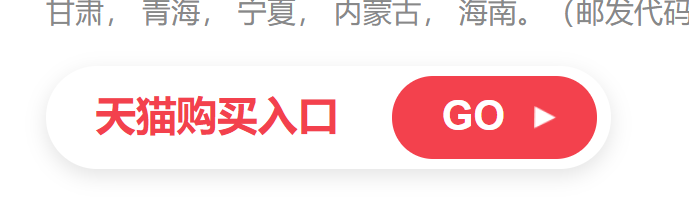 甘肃， 青海， 宁夏， 内蒙古， 海南。 （邮发代码
天猫购买入口 GO ▶